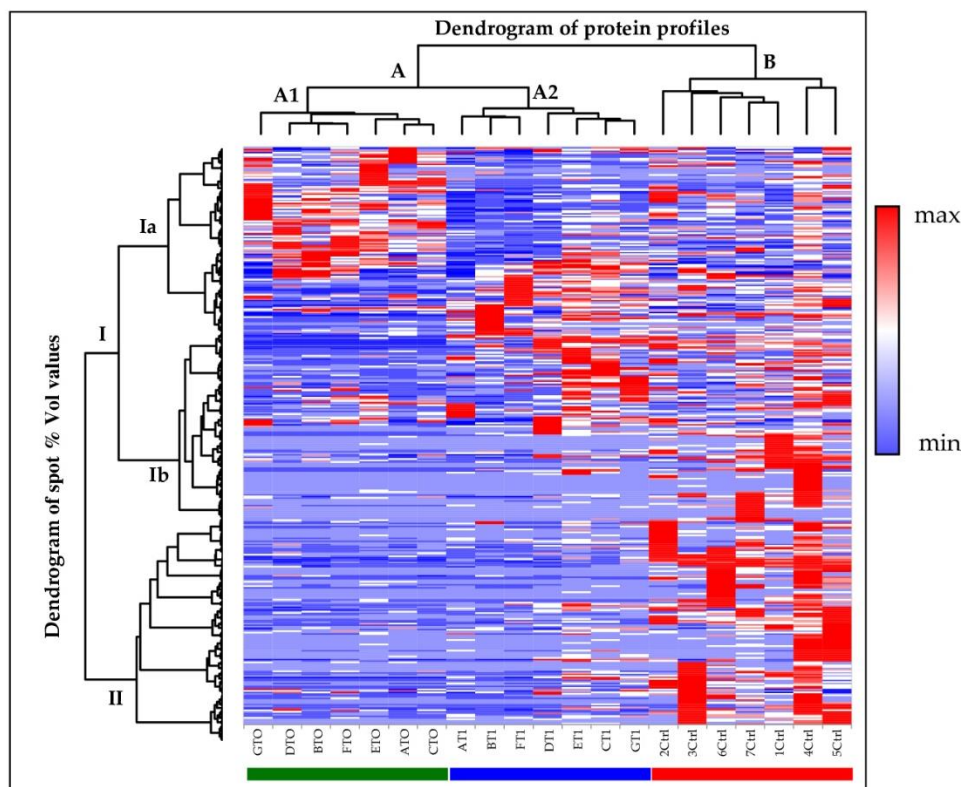 Dendrogram of protein profiles
A
B
A1
A2
Ia
I
Ib
II
Dendrogram of spot % Vol values
max
min
GTO
DTO
BTO
FTO
ETO
ATO
CTO
AT1
BT1
FT1
DT1
ET1
CT1
GT1
2Ctrl
3Ctrl
6Ctrl
7Ctrl
1Ctrl
4Ctrl
5Ctrl